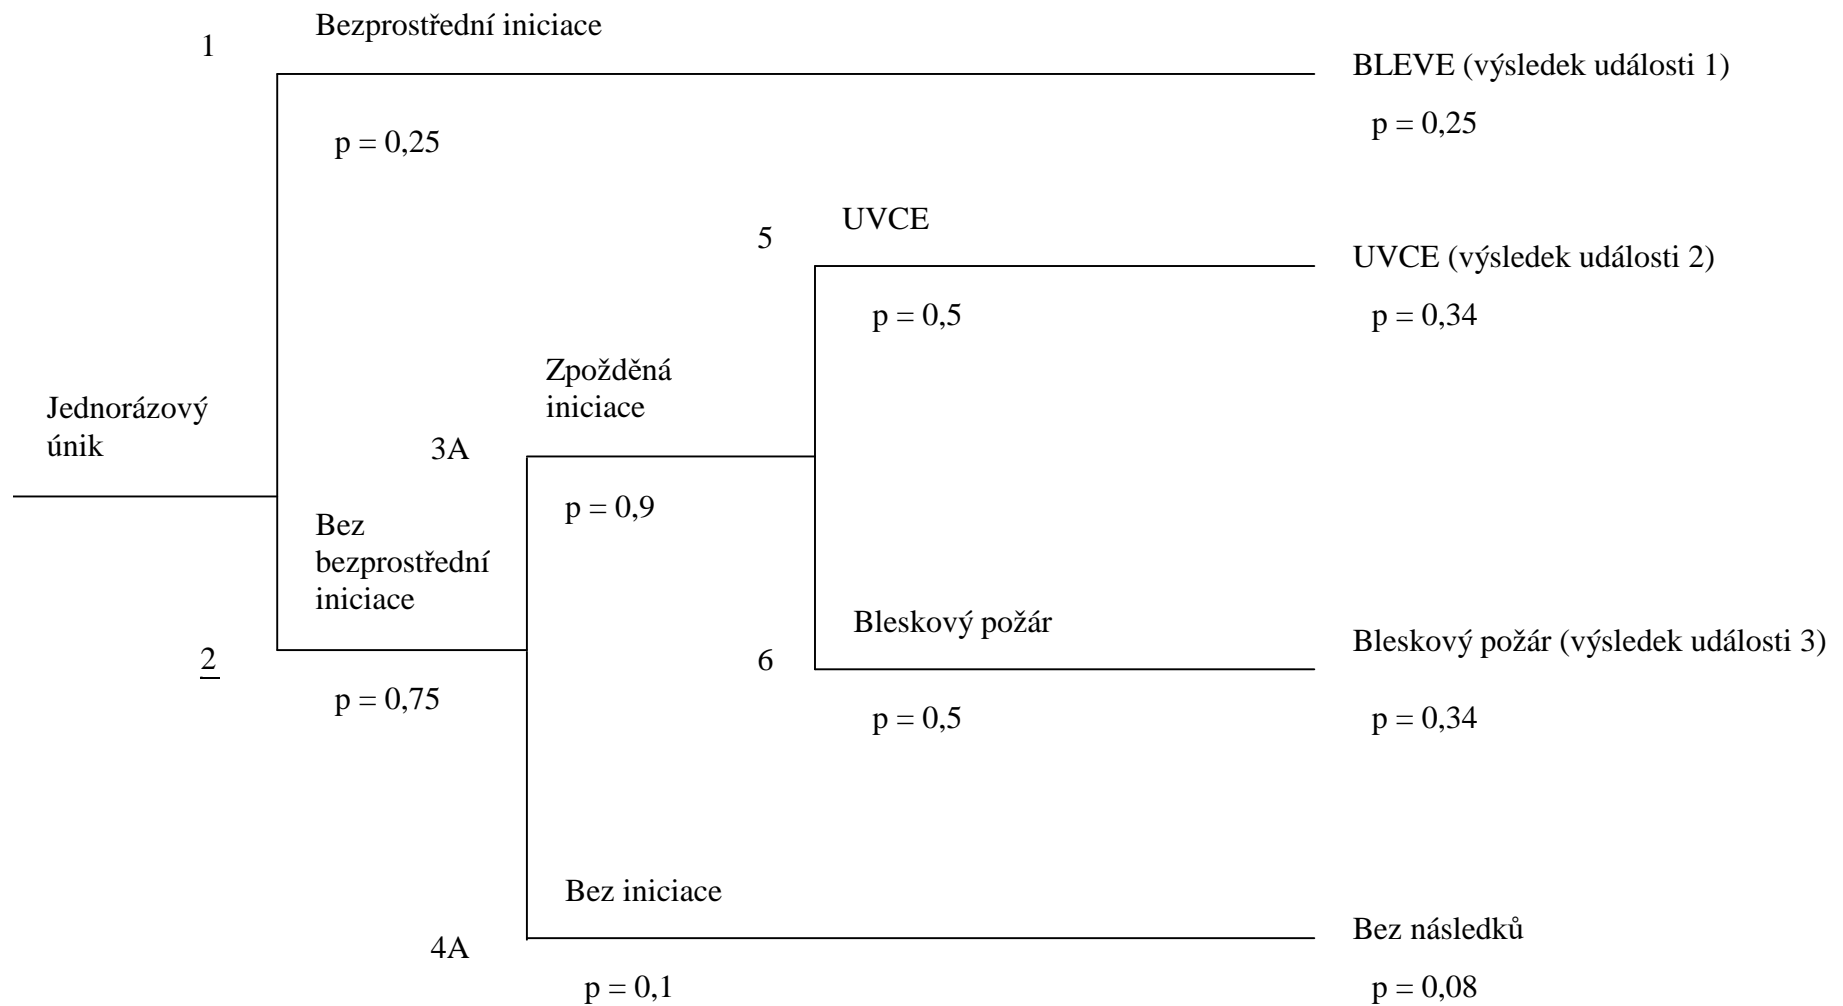 Bezprostřední iniciace
1
BLEVE (výsledek události 1)
p = 0,25
p = 0,25
UVCE
5
UVCE (výsledek události 2)
p = 0,5
p = 0,34
Zpožděná
iniciace
Jednorázový
únik
3A
p = 0,9
Bez
bezprostřední
iniciace
2
p = 0,75
Bleskový požár
6
Bleskový požár (výsledek události 3)
p = 0,5
p = 0,34
Bez iniciace
4A
Bez následků
p = 0,1
p = 0,08